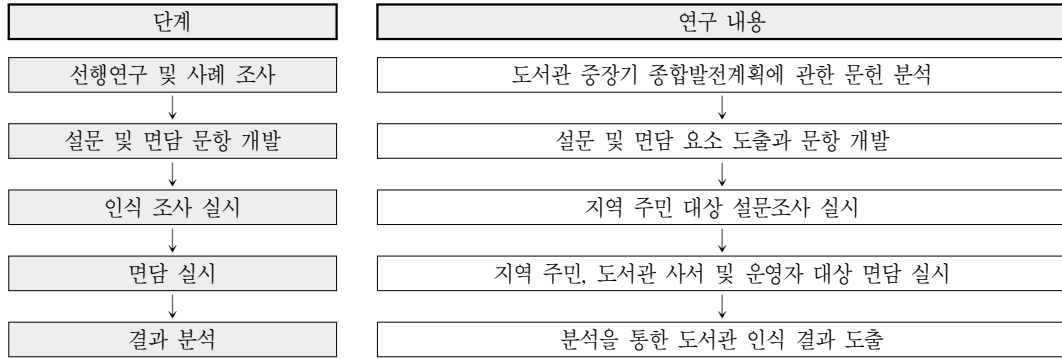 단계 연구 내용
선행연구 및 사례 조사 도서관 중장기 종합발전계획에 관한 문헌 분석
설문 및 면담 문항 개발 설문 및 면담 요소 도출과 문항 개발
인식 조사 실시 지역 주민 대상 설문조사 실시
면담 실시 지역 주민, 도서관 사서 및 운영자 대상 면담 실시
결과 분석 분석을 통한 도서관 인식 결과 도출